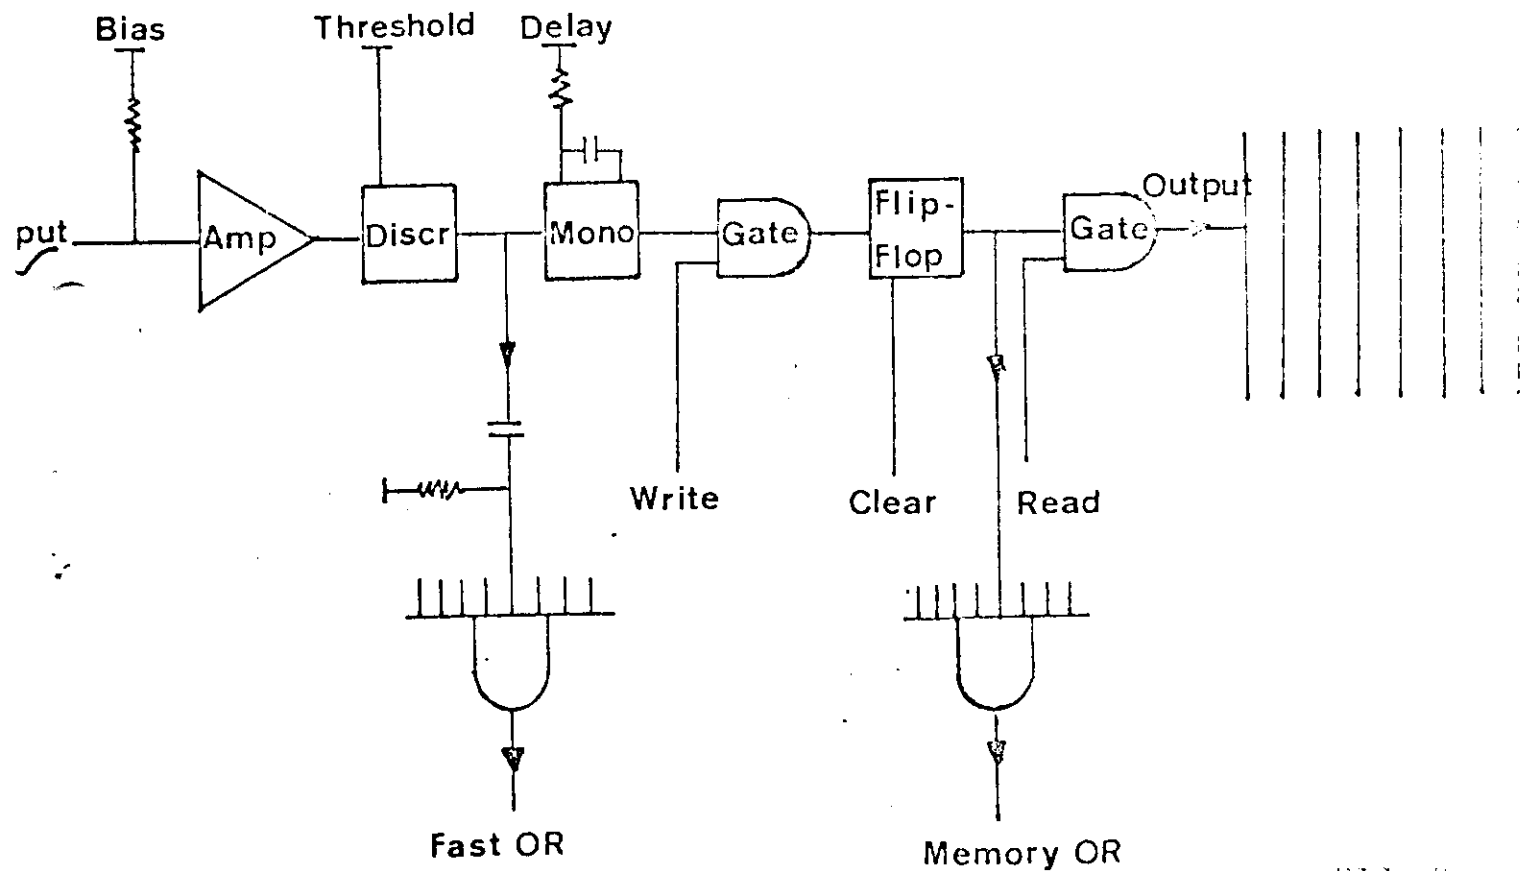 Bias
Threshold
Delay
put
Amp
Discr
Mono
Gate
Flip-
Flop
Gate
Output
Write
Clear
Read
Fast OR
Memory OR